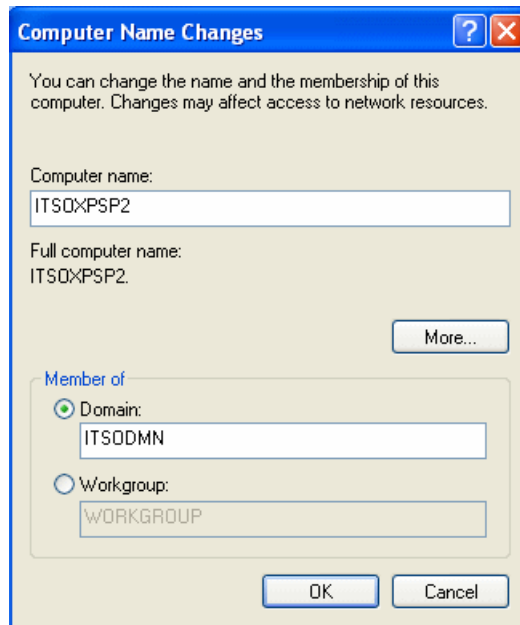 Computer Name Changes
You can change the name and the membership of this
computer. Changes may affect access to network resources.
Computer name:
ITSOXPSP2
Full computer name:
ITSOXPSP2.
More...
Member of
Domain:
ITSODMN
Workgroup:
WORKGROUP
OK
Cancel